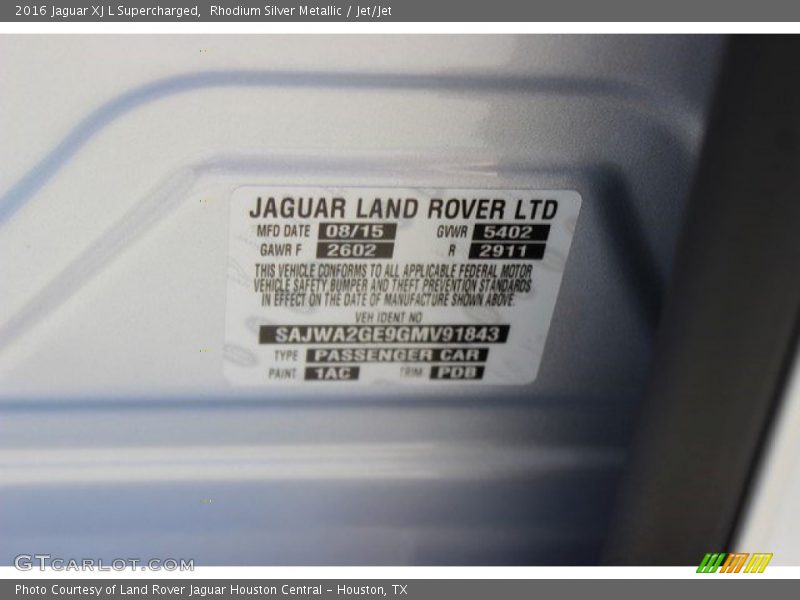 2016 Jaguar XJ L Supercharged, Rhodium Silver Metallic / Jet/Jet
JAGUAR LAND ROVER LTD
MFD DATE 08/15 GVWR 5402
GAWR F 2602 R 2911
THIS VEHICLE CONFORMS TO ALL APPLICABLE FEDERAL MOTOR
VEHICLE SAFETY BUMPER AND THEFT PREVENTION STANDARDS
IN EFFECT ON THE DATE OF MANUFACTURE SHOWN ABOVE.
VEH IDENT NO
SAJWA2GE9GMV91843
TYPE PASSENGER CAR
PAINT 1AC TRIM PDB
GTCARLOT.COM
Photo Courtesy of Land Rover Jaguar Houston Central – Houston, TX